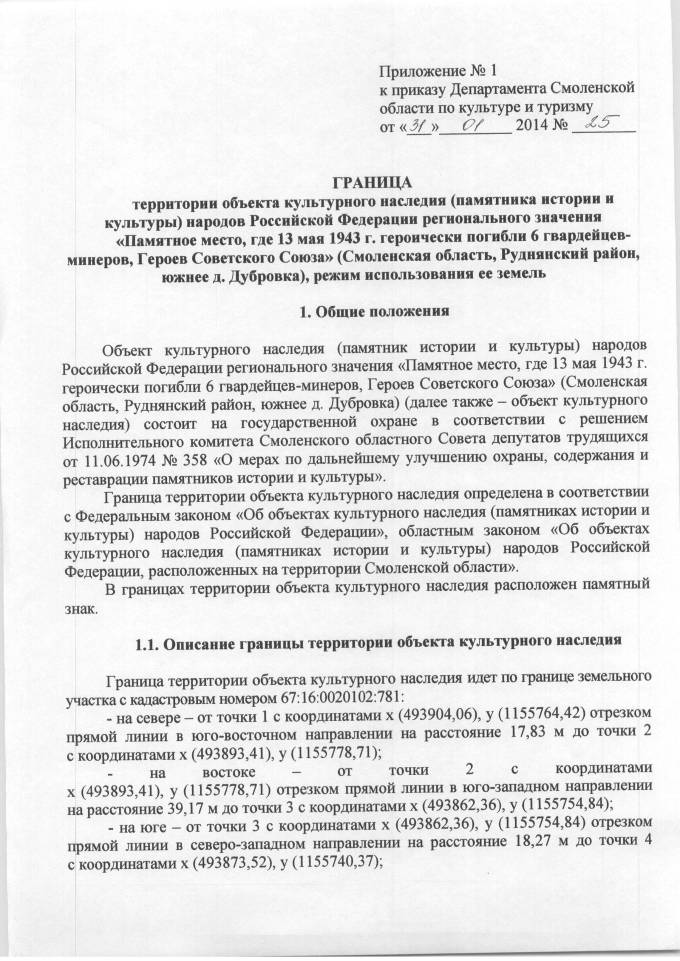 Приложение № 1
к приказу Департамента Смоленской
области по культуре и туризму
от «31» 01 2014 № 25
ГРАНИЦА
территории объекта культурного наследия (памятника истории и
культуры) народов Российской Федерации регионального значения
«Памятное место, где 13 мая 1943 г. героически погибли 6 гвардейцев-
минеров, Героев Советского Союза» (Смоленская область, Руднянский район,
южнее д. Дубровка), режим использования ее земель
1. Общие положения
Объект культурного наследия (памятник истории и культуры) народов
Российской Федерации регионального значения «Памятное место, где 13 мая 1943 г.
героически погибли 6 гвардейцев-минеров, Героев Советского Союза» (Смоленская
область, Руднянский район, южнее д. Дубровка) (далее также – объект культурного
наследия) состоит на государственной охране в соответствии с решением
Исполнительного комитета Смоленского областного Совета депутатов трудящихся
от 11.06.1974 № 358 «О мерах по дальнейшему улучшению охраны, содержания и
реставрации памятников истории и культуры».
Граница территории объекта культурного наследия определена в соответствии
с Федеральным законом «Об объектах культурного наследия (памятниках истории и
культуры) народов Российской Федерации», областным законом «Об объектах
культурного наследия (памятниках истории и культуры) народов Российской
Федерации, расположенных на территории Смоленской области».
В границах территории объекта культурного наследия расположен памятный
знак.
1.1. Описание границы территории объекта культурного наследия
Граница территории объекта культурного наследия идет по границе земельного
участка с кадастровым номером 67:16:0020102:781:
- на севере – от точки 1 с координатами x (493904,06), y (1155764,42) отрезком
прямой линии в юго-восточном направлении на расстояние 17,83 м до точки 2
с координатами x (493893,41), y (1155778,71);
- на востоке – от точки 2 с координатами
x (493893,41), y (1155778,71) отрезком прямой линии в юго-западном направлении
на расстояние 39,17 м до точки 3 с координатами x (493862,36), y (1155754,84);
- на юге – от точки 3 с координатами x (493862,36), y (1155754,84) отрезком
прямой линии в северо-западном направлении на расстояние 18,27 м до точки 4
с координатами x (493873,52), y (1155740,37);